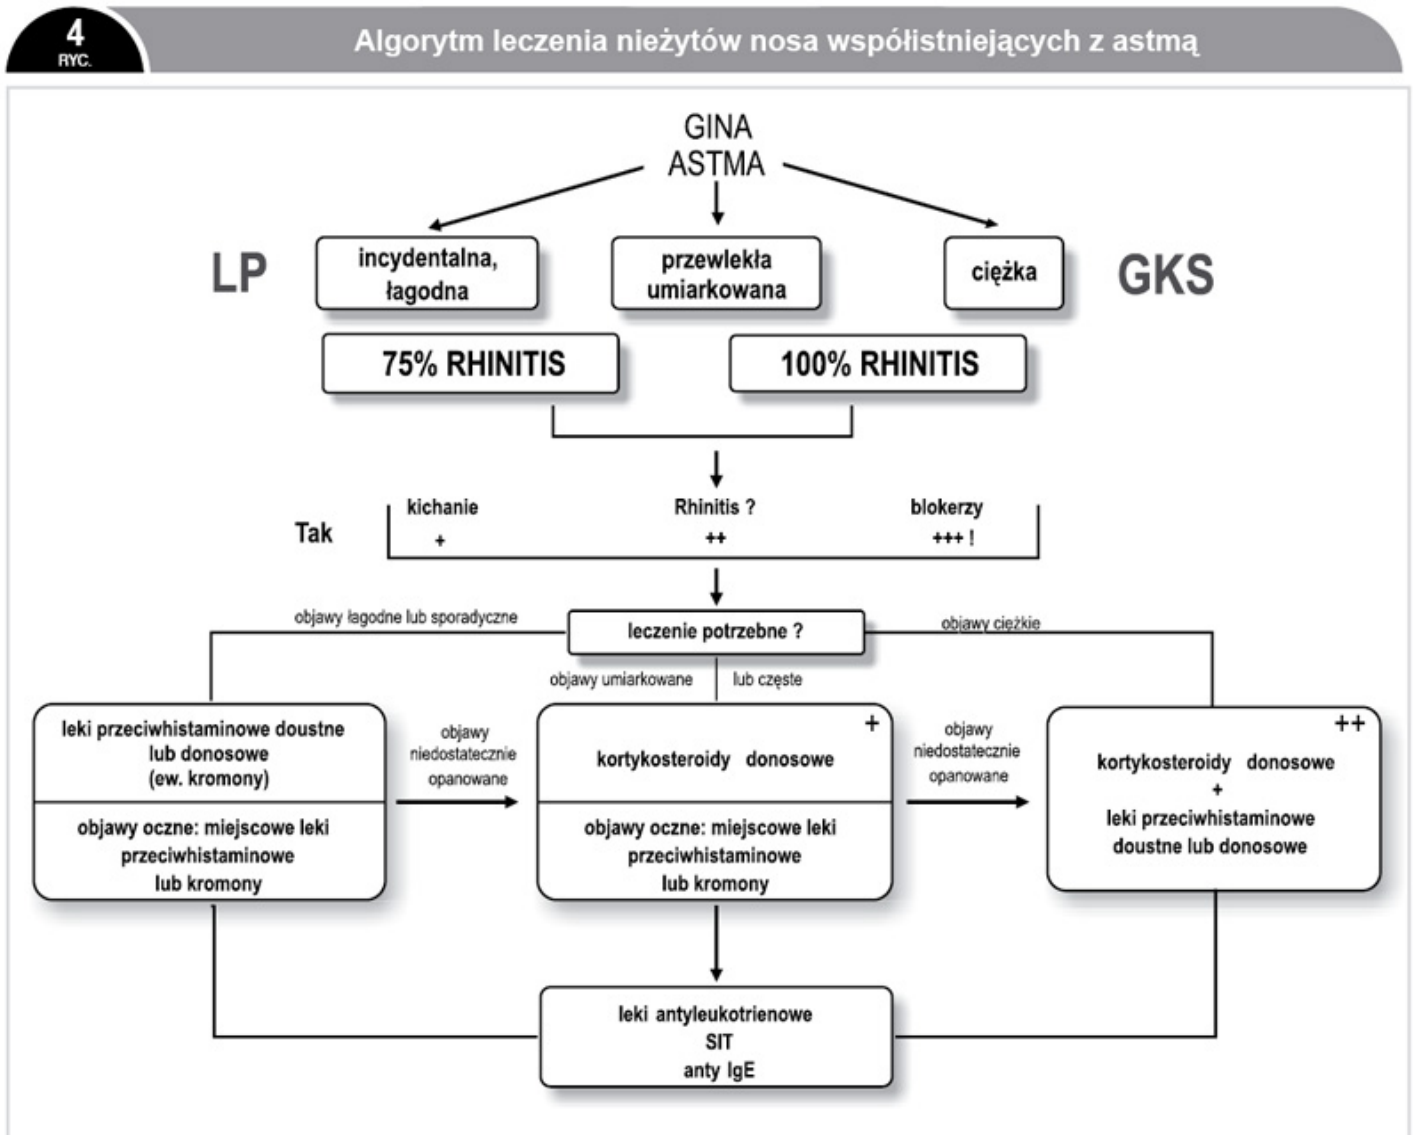 4
RYC.
Algorytm leczenia nieżytów nosa współistniejących z astmą
GINA
ASTMA
LP
incydentalna,
łagodna
przewlekła
umiarkowana
ciężka
GKS
75% RHINITIS
100% RHINITIS
Tak
kichanie
+
Rhinitis ?
++
blokerzy
+++ !
objawy łagodne lub sporadyczne
leczenie potrzebne ?
objawy ciężkie
objawy umiarkowane
lub częste
leki przeciwhistaminowe doustne
lub donosowe
(ew. kromony)
objawy oczne: miejscowe leki
przeciwhistaminowe
lub kromony
objawy
niedostatecznie
opanowane
+
kortykosteroidy donosowe
objawy oczne: miejscowe leki
przeciwhistaminowe
lub kromony
objawy
niedostatecznie
opanowane
++
kortykosteroidy donosowe
+
leki przeciwhistaminowe
doustne lub donosowe
leki antyleukotrienowe
SIT
anty IgE